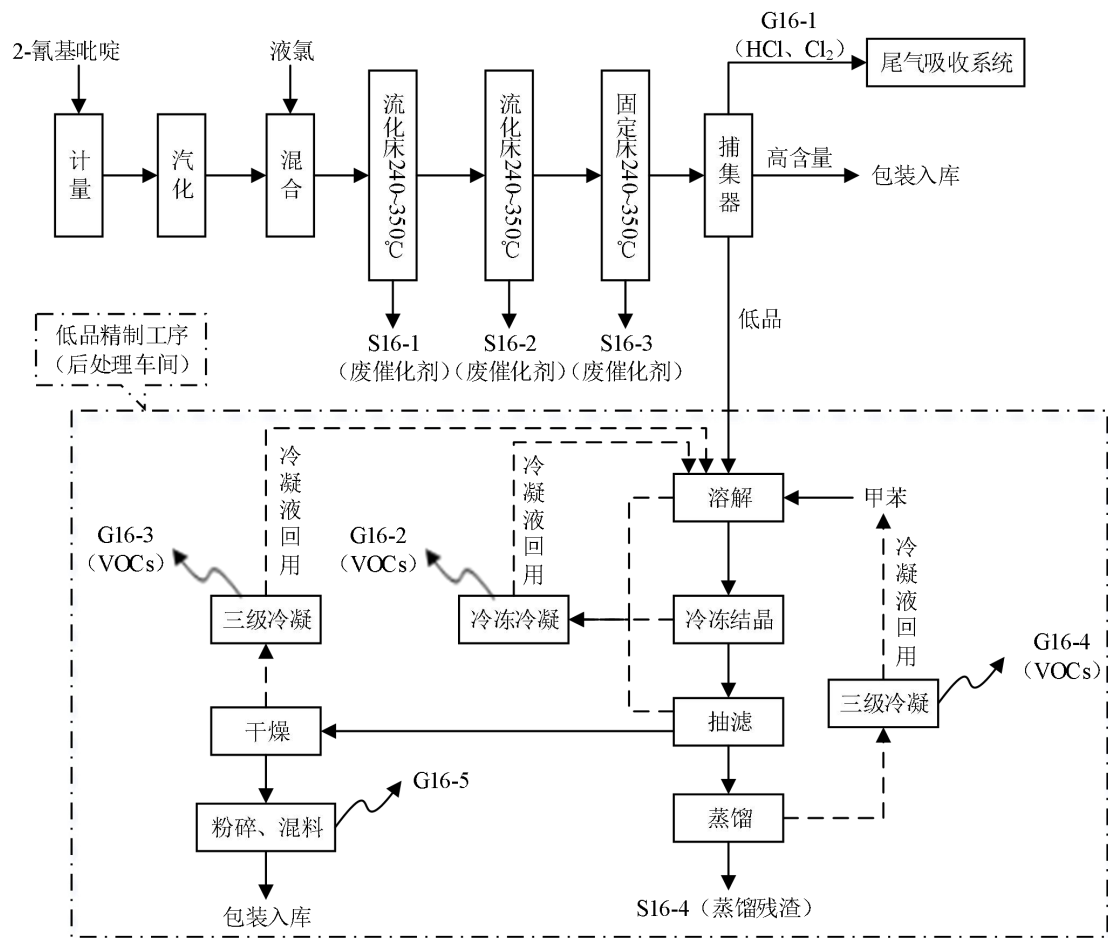 G16-1
（HCl、Cl₂）
尾气吸收系统
2-氰基吡啶
液氯
计量
汽化
混合
流化床240~350℃
流化床240~350℃
固定床240~350℃
捕集器
高含量
包装入库
低品
S16-1
（废催化剂）
S16-2
（废催化剂）
S16-3
（废催化剂）
低品精制工序
（后处理车间）
冷凝液回用
冷凝液回用
溶解
甲苯
冷凝液回用
G16-3
（VOCs）
G16-2
（VOCs）
三级冷凝
冷冻冷凝
冷冻结晶
G16-4
（VOCs）
三级冷凝
干燥
抽滤
G16-5
粉碎、混料
蒸馏
包装入库
S16-4（蒸馏残渣）